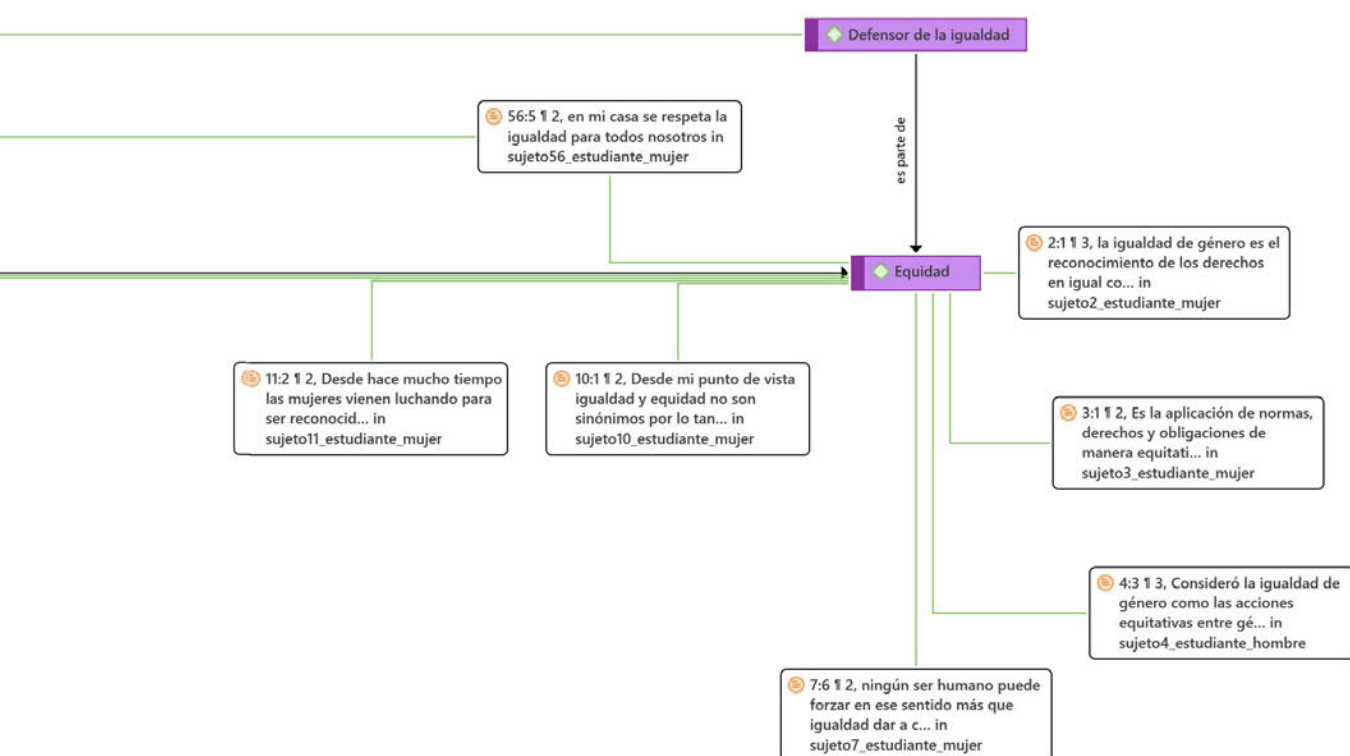 Defensor de la igualdad
56:5 ¶ 2, en mi casa se respeta la
igualdad para todos nosotros in
sujeto56_estudiante_mujer
es parte de
Equidad
2:1 ¶ 3, la igualdad de género es el
reconocimiento de los derechos
en igual co... in
sujeto2_estudiante_mujer
11:2 ¶ 2, Desde hace mucho tiempo
las mujeres vienen luchando para
ser reconocid... in
sujeto11_estudiante_mujer
10:1 ¶ 2, Desde mi punto de vista
igualdad y equidad no son
sinónimos por lo tan... in
sujeto10_estudiante_mujer
3:1 ¶ 2, Es la aplicación de normas,
derechos y obligaciones de
manera equitati... in
sujeto3_estudiante_mujer
4:3 ¶ 3, Consideró la igualdad de
género como las acciones
equitativas entre gé... in
sujeto4_estudiante_hombre
7:6 ¶ 2, ningún ser humano puede
forzar en ese sentido más que
igualdad dar a c... in
sujeto7_estudiante_mujer